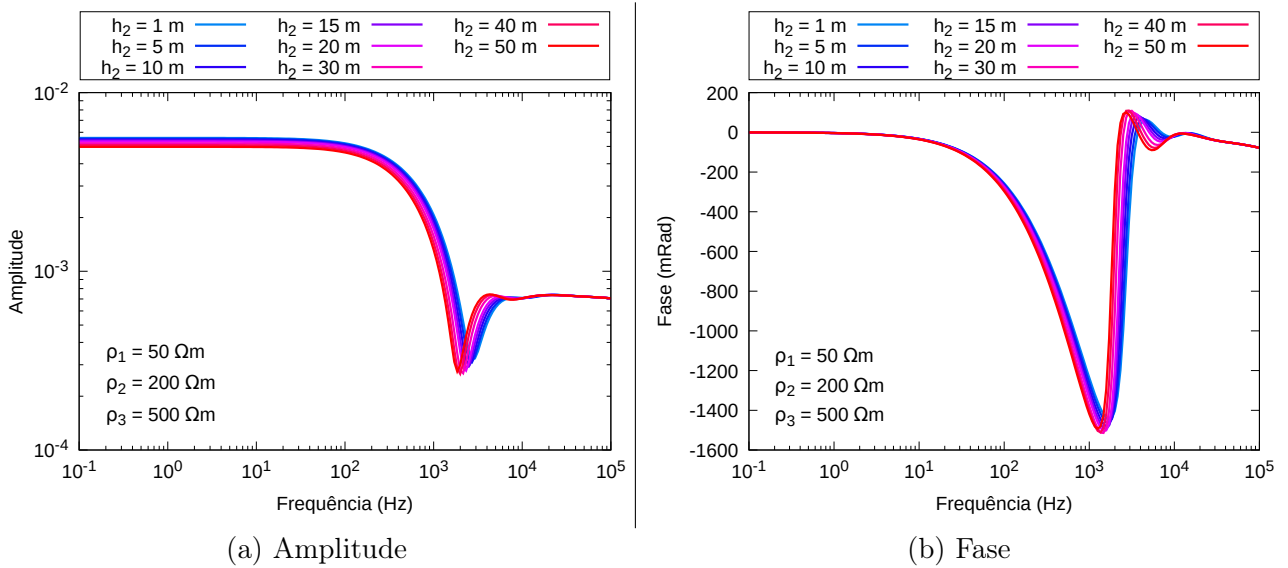 h₂ = 1 m h₂ = 15 m h₂ = 40 m
h₂ = 5 m h₂ = 20 m h₂ = 50 m
h₂ = 10 m h₂ = 30 m
10⁻²
10⁻³
10⁻⁴
Amplitude
ρ₁ = 50 Ωm
ρ₂ = 200 Ωm
ρ₃ = 500 Ωm
10⁻¹ 10⁰ 10¹ 10² 10³ 10⁴ 10⁵
Frequência (Hz)
(a) Amplitude
h₂ = 1 m h₂ = 15 m h₂ = 40 m
h₂ = 5 m h₂ = 20 m h₂ = 50 m
h₂ = 10 m h₂ = 30 m
200
0
-200
-400
-600
-800
-1000
-1200
-1400
-1600
Fase (mRad)
ρ₁ = 50 Ωm
ρ₂ = 200 Ωm
ρ₃ = 500 Ωm
10⁻¹ 10⁰ 10¹ 10² 10³ 10⁴ 10⁵
Frequência (Hz)
(b) Fase